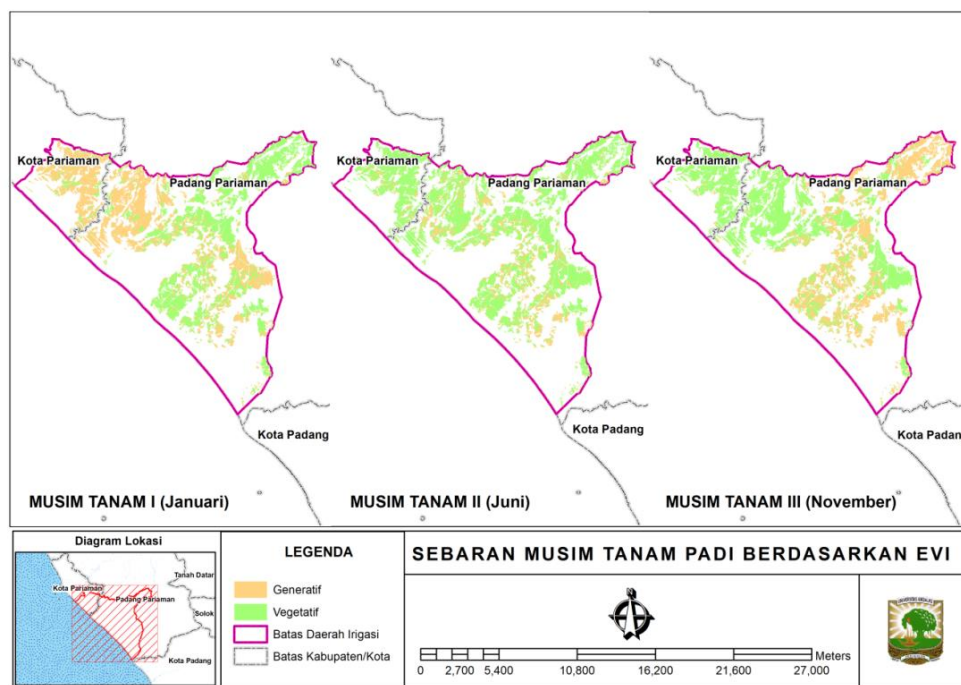 Kota Pariaman
Padang Pariaman
Kota Padang
MUSIM TANAM I (Januari)
Kota Pariaman
Padang Pariaman
Kota Padang
MUSIM TANAM II (Juni)
Kota Pariaman
Padang Pariaman
Kota Padang
MUSIM TANAM III (November)
Diagram Lokasi
Tanah Datar
Kota Pariaman
Padang Pariaman
Solok
Kota Padang
LEGENDA
Generatif
Vegetatif
Batas Daerah Irigasi
Batas Kabupaten/Kota
SEBARAN MUSIM TANAM PADI BERDASARKAN EVI
Meters
0 2,700 5,400 10,800 16,200 21,600 27,000